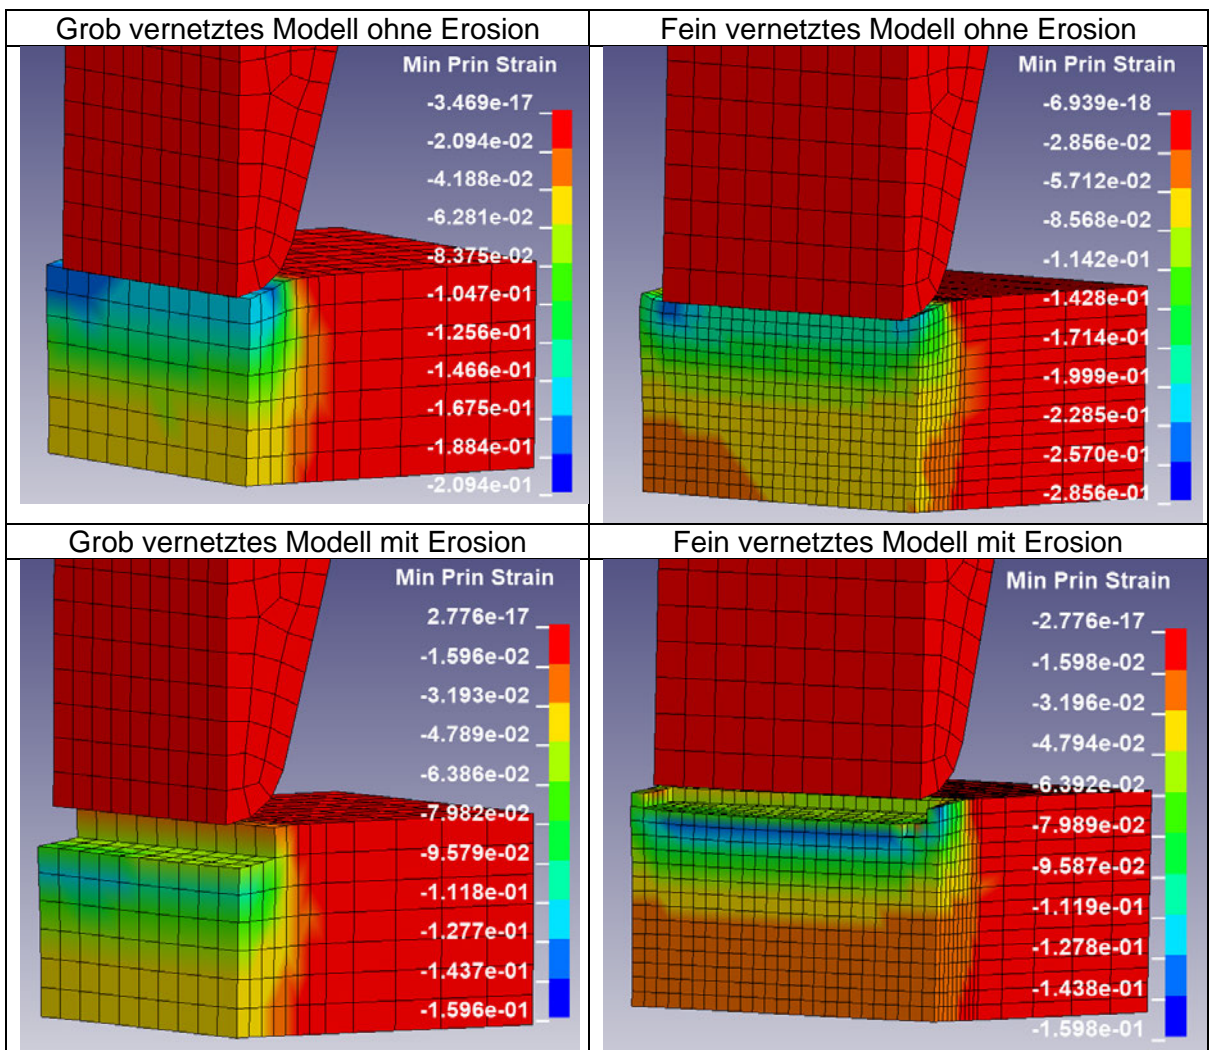 Grob vernetztes Modell ohne Erosion
Min Prin Strain
-3.469e-17
-2.094e-02
-4.188e-02
-6.281e-02
-8.375e-02
-1.047e-01
-1.256e-01
-1.466e-01
-1.675e-01
-1.884e-01
-2.094e-01
Fein vernetztes Modell ohne Erosion
Min Prin Strain
-6.939e-18
-2.856e-02
-5.712e-02
-8.568e-02
-1.142e-01
-1.428e-01
-1.714e-01
-1.999e-01
-2.285e-01
-2.570e-01
-2.856e-01
Grob vernetztes Modell mit Erosion
Min Prin Strain
2.776e-17
-1.596e-02
-3.193e-02
-4.789e-02
-6.386e-02
-7.982e-02
-9.579e-02
-1.118e-01
-1.277e-01
-1.437e-01
-1.596e-01
Fein vernetztes Modell mit Erosion
Min Prin Strain
-2.776e-17
-1.598e-02
-3.196e-02
-4.794e-02
-6.392e-02
-7.989e-02
-9.587e-02
-1.119e-01
-1.278e-01
-1.438e-01
-1.598e-01